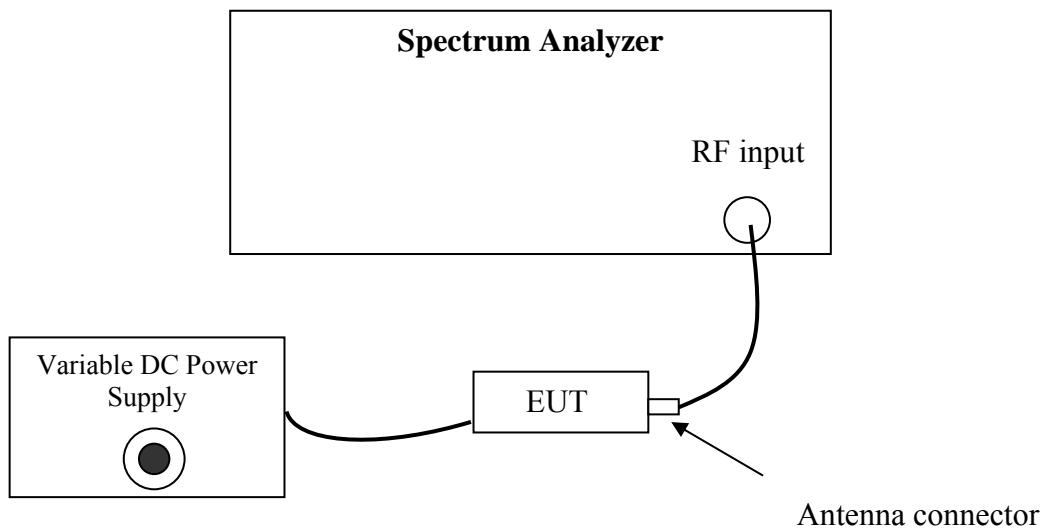 Spectrum Analyzer
RF input
Variable DC Power
Supply
EUT
Antenna connector